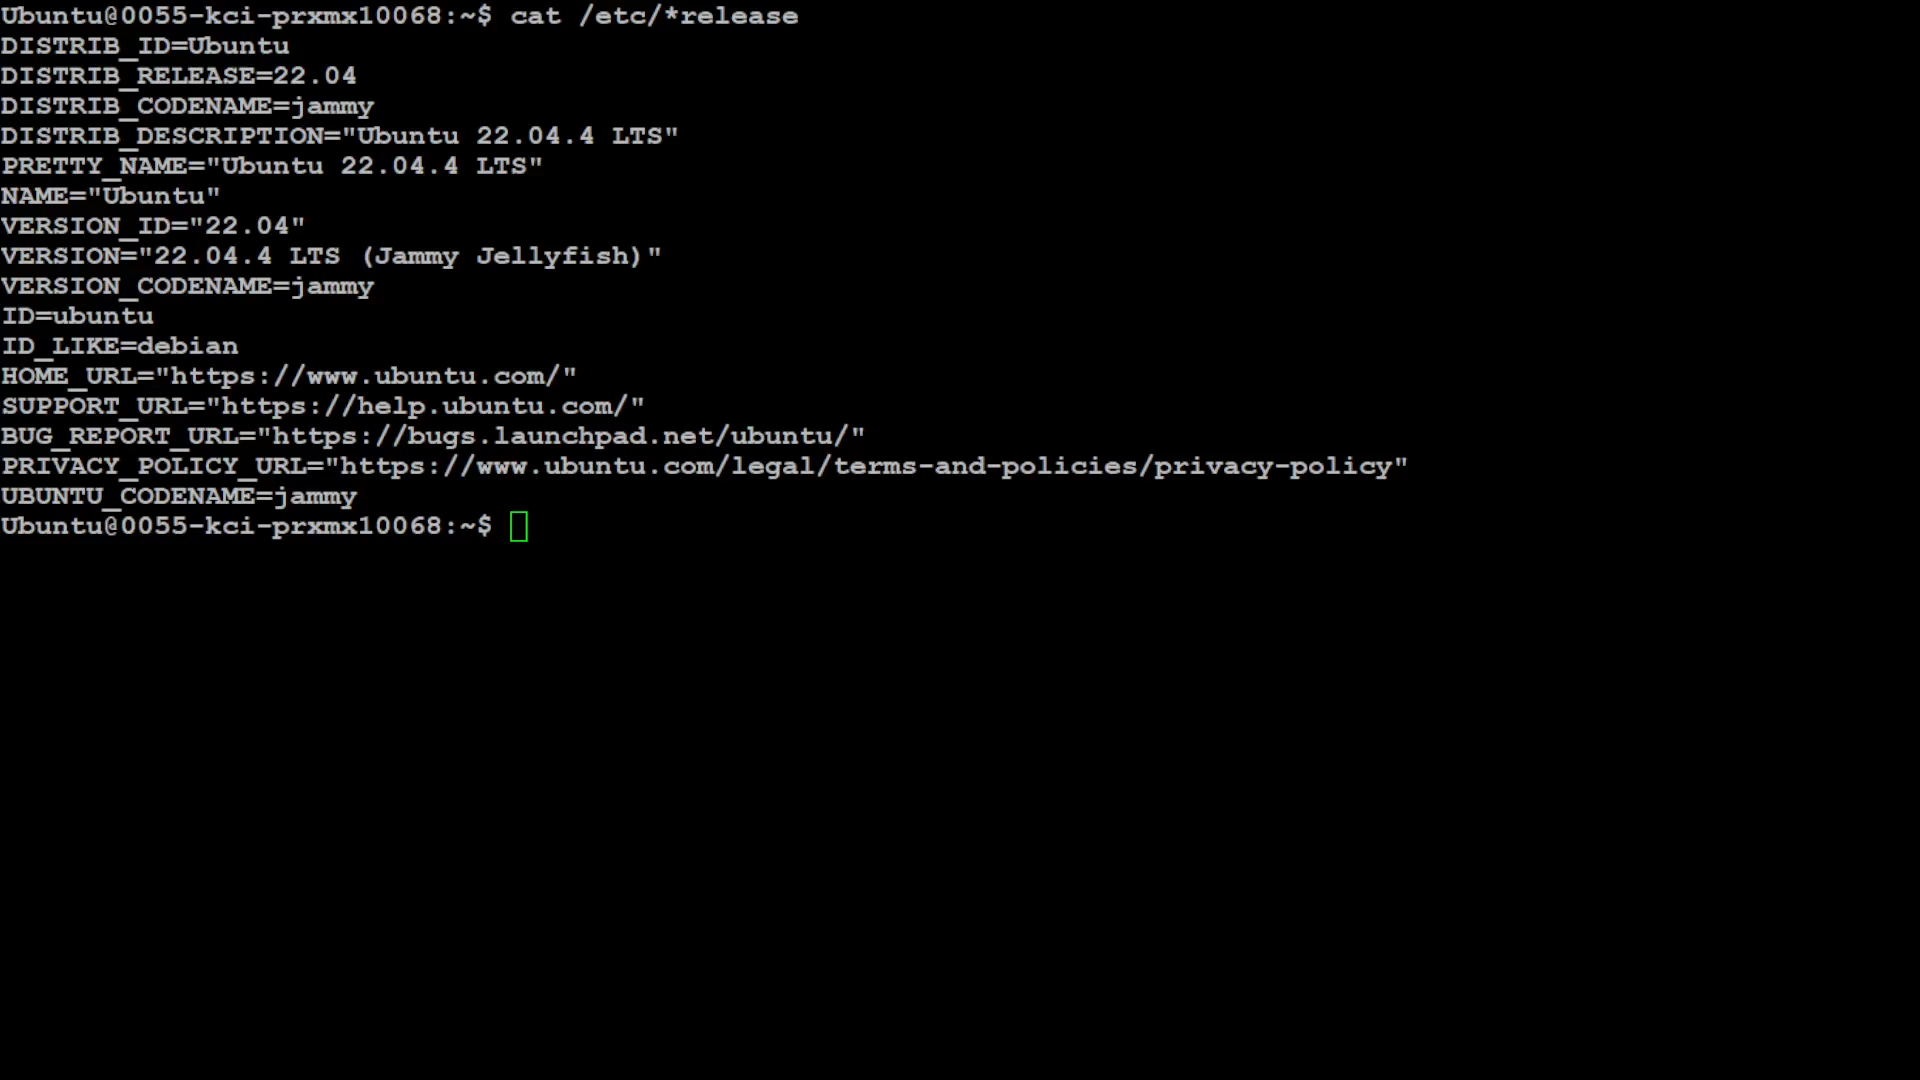 Ubuntu@0055-kci-prxmx10068:~$ cat /etc/*release
DISTRIB_ID=Ubuntu
DISTRIB_RELEASE=22.04
DISTRIB_CODENAME=jammy
DISTRIB_DESCRIPTION="Ubuntu 22.04.4 LTS"
PRETTY_NAME="Ubuntu 22.04.4 LTS"
NAME="Ubuntu"
VERSION_ID="22.04"
VERSION="22.04.4 LTS (Jammy Jellyfish)"
VERSION_CODENAME=jammy
ID=ubuntu
ID_LIKE=debian
HOME_URL="https://www.ubuntu.com/"
SUPPORT_URL="https://help.ubuntu.com/"
BUG_REPORT_URL="https://bugs.launchpad.net/ubuntu/"
PRIVACY_POLICY_URL="https://www.ubuntu.com/legal/terms-and-policies/privacy-policy"
UBUNTU_CODENAME=jammy
Ubuntu@0055-kci-prxmx10068:~$